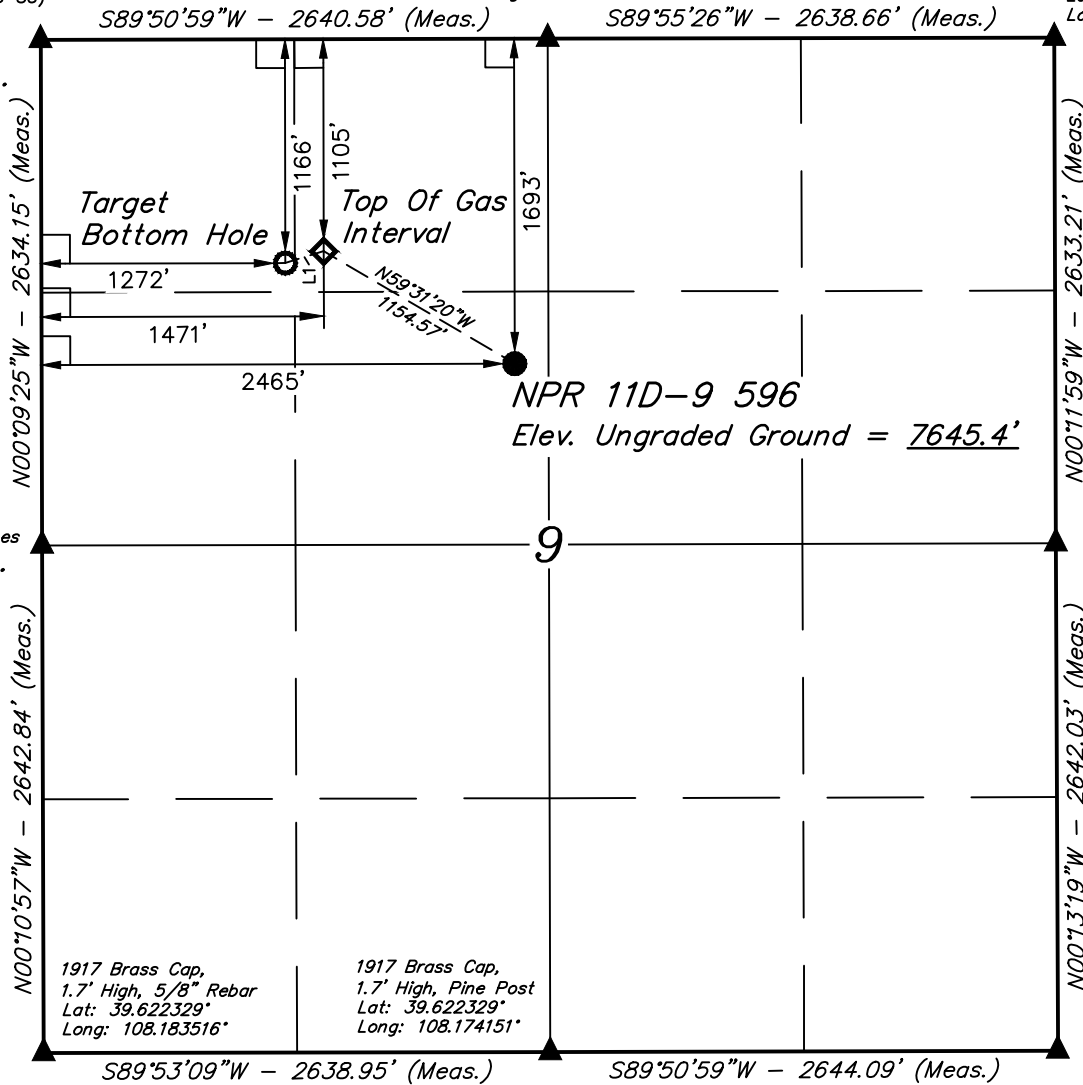 S89°50'59"W – 2640.58' (Meas.)
S89°55'26"W – 2638.66' (Meas.)
N00°09'25"W – 2634.15' (Meas.)
N00°11'59"W – 2633.21' (Meas.)
1166'
1105'
1693'
Target
Bottom Hole
Top Of Gas
Interval
L1
1272'
N59°31'20"W
1154.57'
1471'
2465'
NPR 11D–9 596
Elev. Ungraded Ground = 7645.4'
es
9
N00°10'57"W – 2642.84' (Meas.)
N00°13'19"W – 2642.03' (Meas.)
1917 Brass Cap,
1.7' High, 5/8" Rebar
Lat: 39.622329°
Long: 108.183516°
1917 Brass Cap,
1.7' High, Pine Post
Lat: 39.622329°
Long: 108.174151°
S89°53'09"W – 2638.95' (Meas.)
S89°50'59"W – 2644.09' (Meas.)